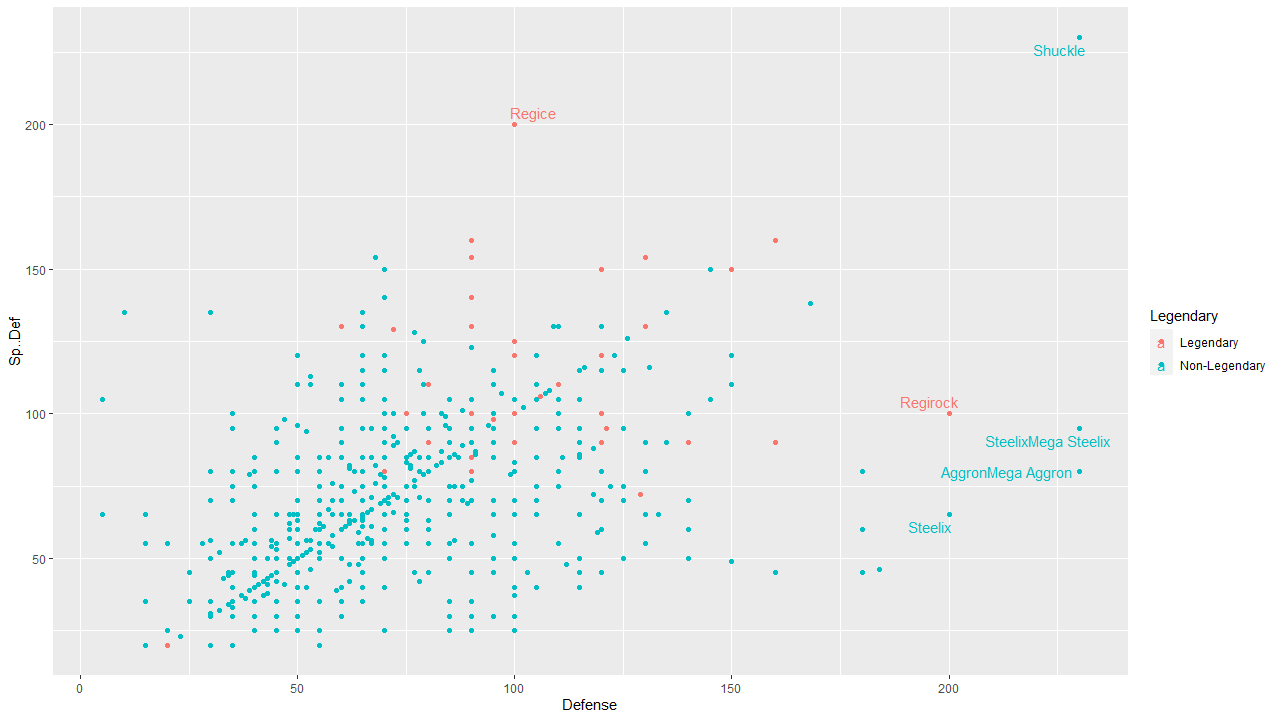 Shuckle
Regice
200
150
Sp..Def
Legendary
Legendary
Non-Legendary
Regirock
100
SteelixMega Steelix
AggronMega Aggron
Steelix
50
0
50
100
150
200
Defense